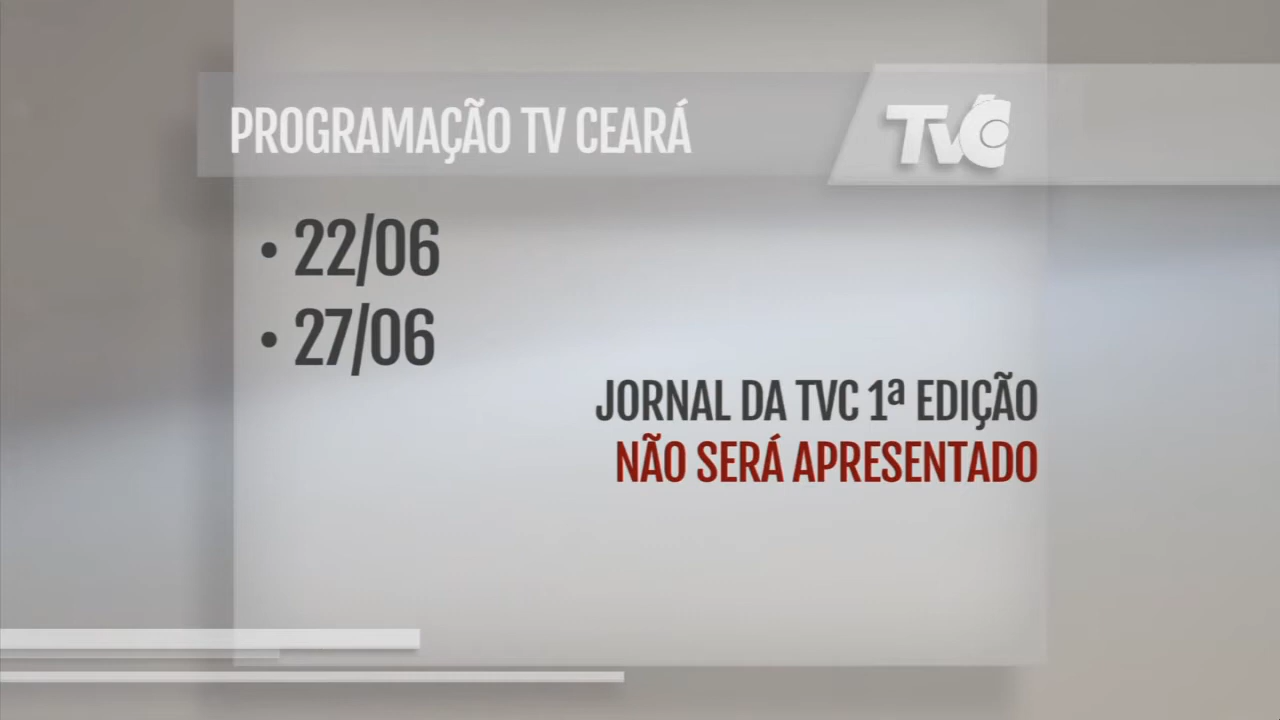 PROGRAMAÇÃO TV CEARÁ
TVC
• 22/06
• 27/06
JORNAL DA TVC 1ª EDIÇÃO
NÃO SERÁ APRESENTADO